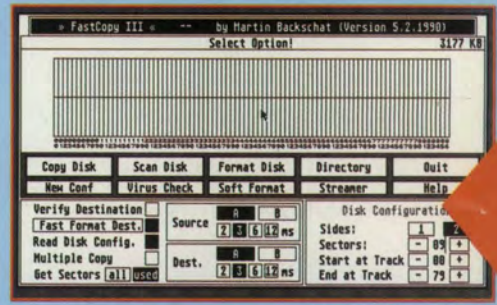 » FastCopy III « -- by Martin Backschat (Version 5.2.1990)
Select Option! 3177 KB
Copy Disk Scan Disk Format Disk Directory Quit
New Conf Virus Check Soft Format Streamer Help
Verify Destination
Fast Format Dest.
Read Disk Config.
Multiple Copy
Get Sectors all used
Source A B
2 3 6 12 ms
Dest. A B
2 3 6 12 ms
Disk Configuration
Sides: 1 2
Sectors: - 09 +
Start at Track - 00 +
End at Track - 79 +